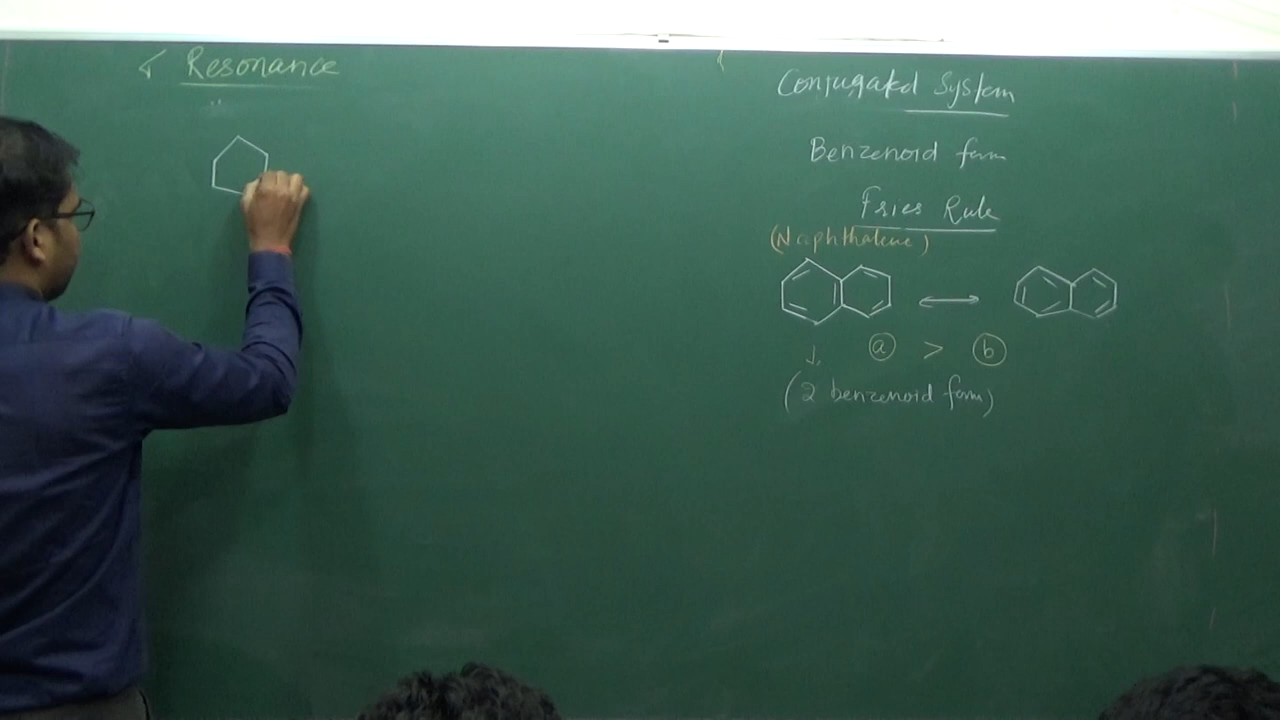 Resonance
Conjugated System
Benzenoid form
Fries Rule
(Naphthalene)
a > b
(2 benzenoid form)